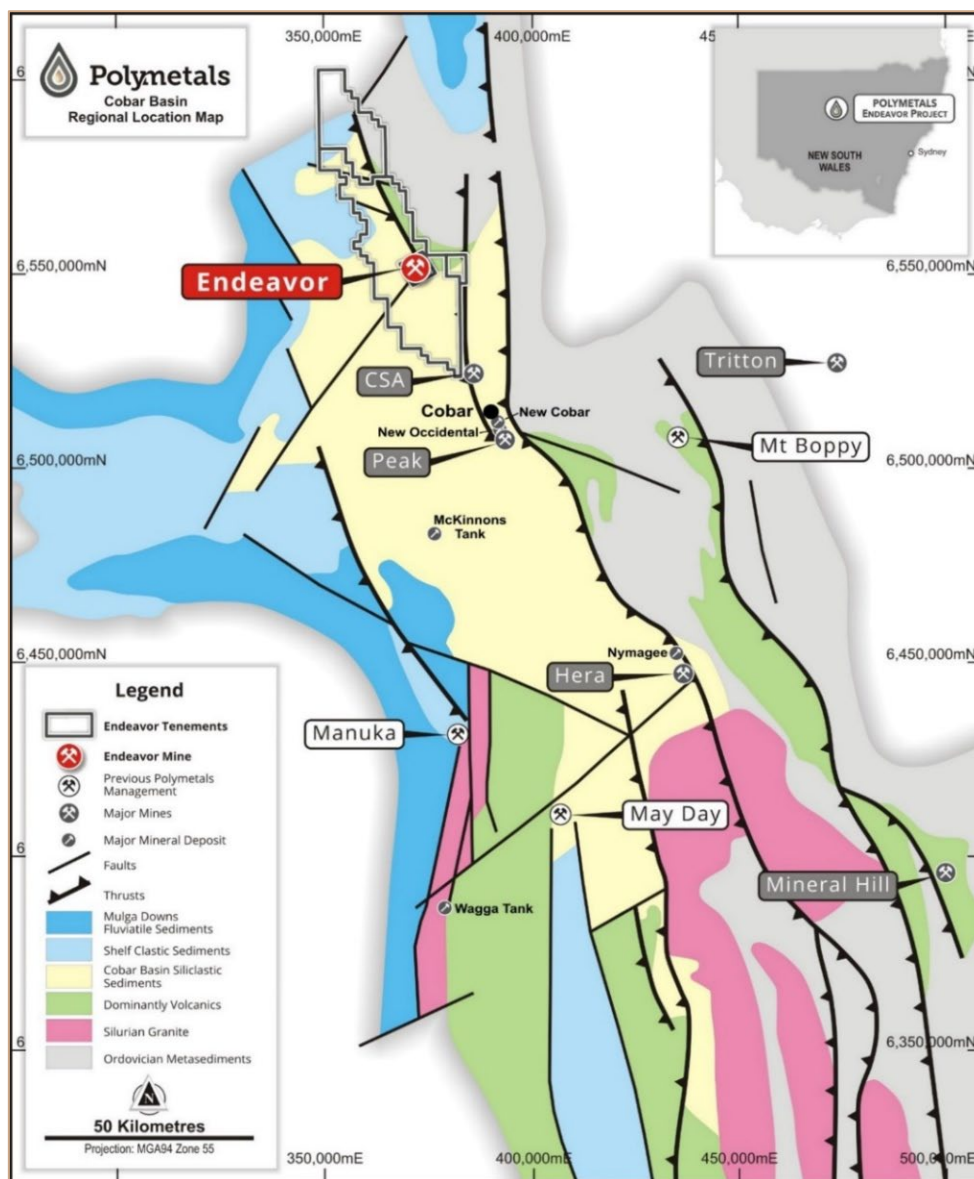 350,000mE
400,000mE
Polymetals
Cobar Basin
Regional Location Map
POLYMETALS
ENDEAVOR PROJECT
NEW SOUTH
WALES
Sydney
6,550,000mN
6,550,000mN
Endeavor
CSA
Tritton
Cobar
New Cobar
New Occidental
Peak
Mt Boppy
6,500,000mN
6,500,000mN
McKinnons
Tank
6,450,000mN
6,450,000mN
Nymagee
Hera
Manuka
May Day
Mineral Hill
Wagga Tank
6,350,000mN
Legend
Endeavor Tenements
Endeavor Mine
Previous Polymetals
Management
Major Mines
Major Mineral Deposit
Faults
Thrusts
Mulga Downs
Fluviatile Sediments
Shelf Clastic Sediments
Cobar Basin Siliclastic
Sediments
Dominantly Volcanics
Silurian Granite
Ordovician Metasediments
N
50 Kilometres
Projection: MGA94 Zone 55
350,000mE
400,000mE
450,000mE
500,000mE